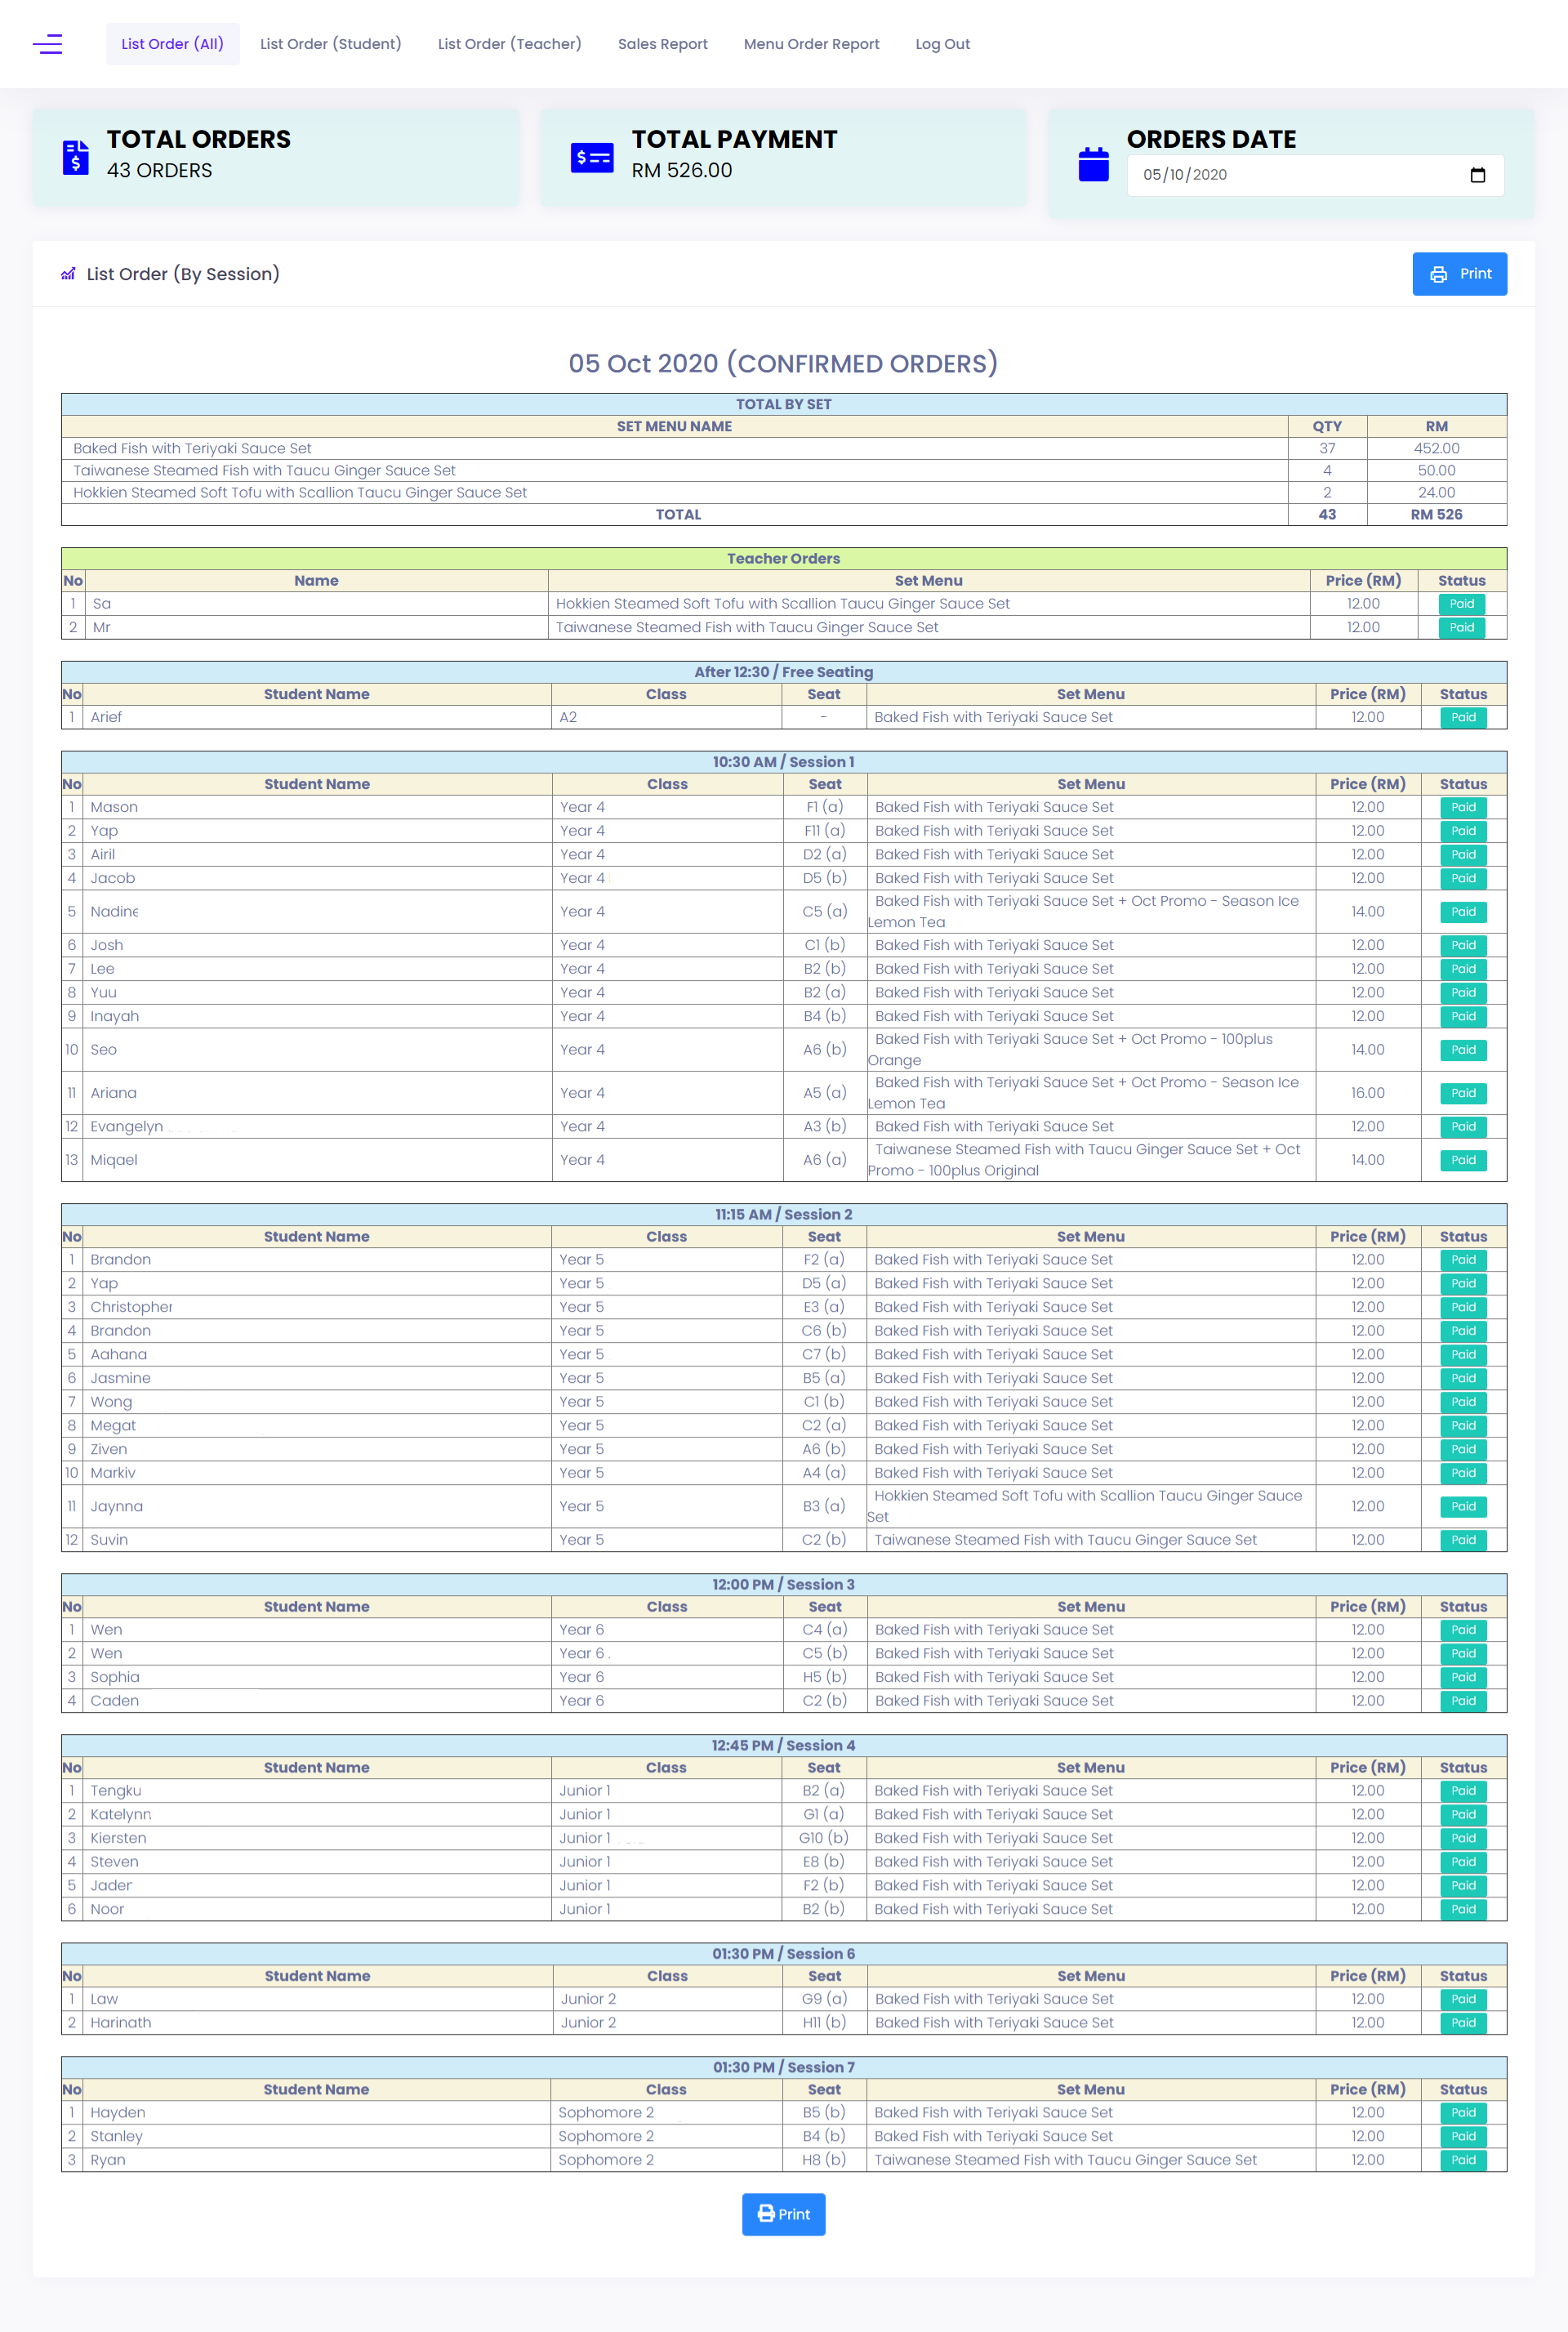 List Order (All) List Order (Student) List Order (Teacher) Sales Report Menu Order Report Log Out
TOTAL ORDERS
43 ORDERS
TOTAL PAYMENT
RM 526.00
ORDERS DATE
05/10/2020
List Order (By Session)
Print
05 Oct 2020 (CONFIRMED ORDERS)
TOTAL BY SET
SET MENU NAME QTY RM
Baked Fish with Teriyaki Sauce Set 37 452.00
Taiwanese Steamed Fish with Taucu Ginger Sauce Set 4 50.00
Hokkien Steamed Soft Tofu with Scallion Taucu Ginger Sauce Set 2 24.00
TOTAL 43 RM 526
Teacher Orders
No Name Set Menu Price (RM) Status
1 Sa Hokkien Steamed Soft Tofu with Scallion Taucu Ginger Sauce Set 12.00 Paid
2 Mr Taiwanese Steamed Fish with Taucu Ginger Sauce Set 12.00 Paid
After 12:30 / Free Seating
No Student Name Class Seat Set Menu Price (RM) Status
1 Arief A2 - Baked Fish with Teriyaki Sauce Set 12.00 Paid
10:30 AM / Session 1
No Student Name Class Seat Set Menu Price (RM) Status
1 Mason Year 4 F1 (a) Baked Fish with Teriyaki Sauce Set 12.00 Paid
2 Yap Year 4 F11 (a) Baked Fish with Teriyaki Sauce Set 12.00 Paid
3 Airil Year 4 D2 (a) Baked Fish with Teriyaki Sauce Set 12.00 Paid
4 Jacob Year 4 D5 (b) Baked Fish with Teriyaki Sauce Set 12.00 Paid
5 Nadine Year 4 C5 (a) Baked Fish with Teriyaki Sauce Set + Oct Promo - Season Ice
Lemon Tea 14.00 Paid
6 Josh Year 4 C1 (b) Baked Fish with Teriyaki Sauce Set 12.00 Paid
7 Lee Year 4 B2 (b) Baked Fish with Teriyaki Sauce Set 12.00 Paid
8 Yuu Year 4 B2 (a) Baked Fish with Teriyaki Sauce Set 12.00 Paid
9 Inayah Year 4 B4 (b) Baked Fish with Teriyaki Sauce Set 12.00 Paid
10 Seo Year 4 A6 (b) Baked Fish with Teriyaki Sauce Set + Oct Promo - 100plus
Orange 14.00 Paid
11 Ariana Year 4 A5 (a) Baked Fish with Teriyaki Sauce Set + Oct Promo - Season Ice
Lemon Tea 16.00 Paid
12 Evangelyn Year 4 A3 (b) Baked Fish with Teriyaki Sauce Set 12.00 Paid
13 Miqael Year 4 A6 (a) Taiwanese Steamed Fish with Taucu Ginger Sauce Set + Oct
Promo - 100plus Original 14.00 Paid
11:15 AM / Session 2
No Student Name Class Seat Set Menu Price (RM) Status
1 Brandon Year 5 F2 (a) Baked Fish with Teriyaki Sauce Set 12.00 Paid
2 Yap Year 5 D5 (a) Baked Fish with Teriyaki Sauce Set 12.00 Paid
3 Christopher Year 5 E3 (a) Baked Fish with Teriyaki Sauce Set 12.00 Paid
4 Brandon Year 5 C6 (b) Baked Fish with Teriyaki Sauce Set 12.00 Paid
5 Aahana Year 5 C7 (b) Baked Fish with Teriyaki Sauce Set 12.00 Paid
6 Jasmine Year 5 B5 (a) Baked Fish with Teriyaki Sauce Set 12.00 Paid
7 Wong Year 5 C1 (b) Baked Fish with Teriyaki Sauce Set 12.00 Paid
8 Megat Year 5 C2 (a) Baked Fish with Teriyaki Sauce Set 12.00 Paid
9 Ziven Year 5 A6 (b) Baked Fish with Teriyaki Sauce Set 12.00 Paid
10 Markiv Year 5 A4 (a) Baked Fish with Teriyaki Sauce Set 12.00 Paid
11 Jaynna Year 5 B3 (a) Hokkien Steamed Soft Tofu with Scallion Taucu Ginger Sauce
Set 12.00 Paid
12 Suvin Year 5 C2 (b) Taiwanese Steamed Fish with Taucu Ginger Sauce Set 12.00 Paid
12:00 PM / Session 3
No Student Name Class Seat Set Menu Price (RM) Status
1 Wen Year 6 C4 (a) Baked Fish with Teriyaki Sauce Set 12.00 Paid
2 Wen Year 6 C5 (b) Baked Fish with Teriyaki Sauce Set 12.00 Paid
3 Sophia Year 6 H5 (b) Baked Fish with Teriyaki Sauce Set 12.00 Paid
4 Caden Year 6 C2 (b) Baked Fish with Teriyaki Sauce Set 12.00 Paid
12:45 PM / Session 4
No Student Name Class Seat Set Menu Price (RM) Status
1 Tengku Junior 1 B2 (a) Baked Fish with Teriyaki Sauce Set 12.00 Paid
2 Katelynn Junior 1 G1 (a) Baked Fish with Teriyaki Sauce Set 12.00 Paid
3 Kiersten Junior 1 G10 (b) Baked Fish with Teriyaki Sauce Set 12.00 Paid
4 Steven Junior 1 E8 (b) Baked Fish with Teriyaki Sauce Set 12.00 Paid
5 Jader Junior 1 F2 (b) Baked Fish with Teriyaki Sauce Set 12.00 Paid
6 Noor Junior 1 B2 (b) Baked Fish with Teriyaki Sauce Set 12.00 Paid
01:30 PM / Session 6
No Student Name Class Seat Set Menu Price (RM) Status
1 Law Junior 2 G9 (a) Baked Fish with Teriyaki Sauce Set 12.00 Paid
2 Harinath Junior 2 H11 (b) Baked Fish with Teriyaki Sauce Set 12.00 Paid
01:30 PM / Session 7
No Student Name Class Seat Set Menu Price (RM) Status
1 Hayden Sophomore 2 B5 (b) Baked Fish with Teriyaki Sauce Set 12.00 Paid
2 Stanley Sophomore 2 B4 (b) Baked Fish with Teriyaki Sauce Set 12.00 Paid
3 Ryan Sophomore 2 H8 (b) Taiwanese Steamed Fish with Taucu Ginger Sauce Set 12.00 Paid
Print